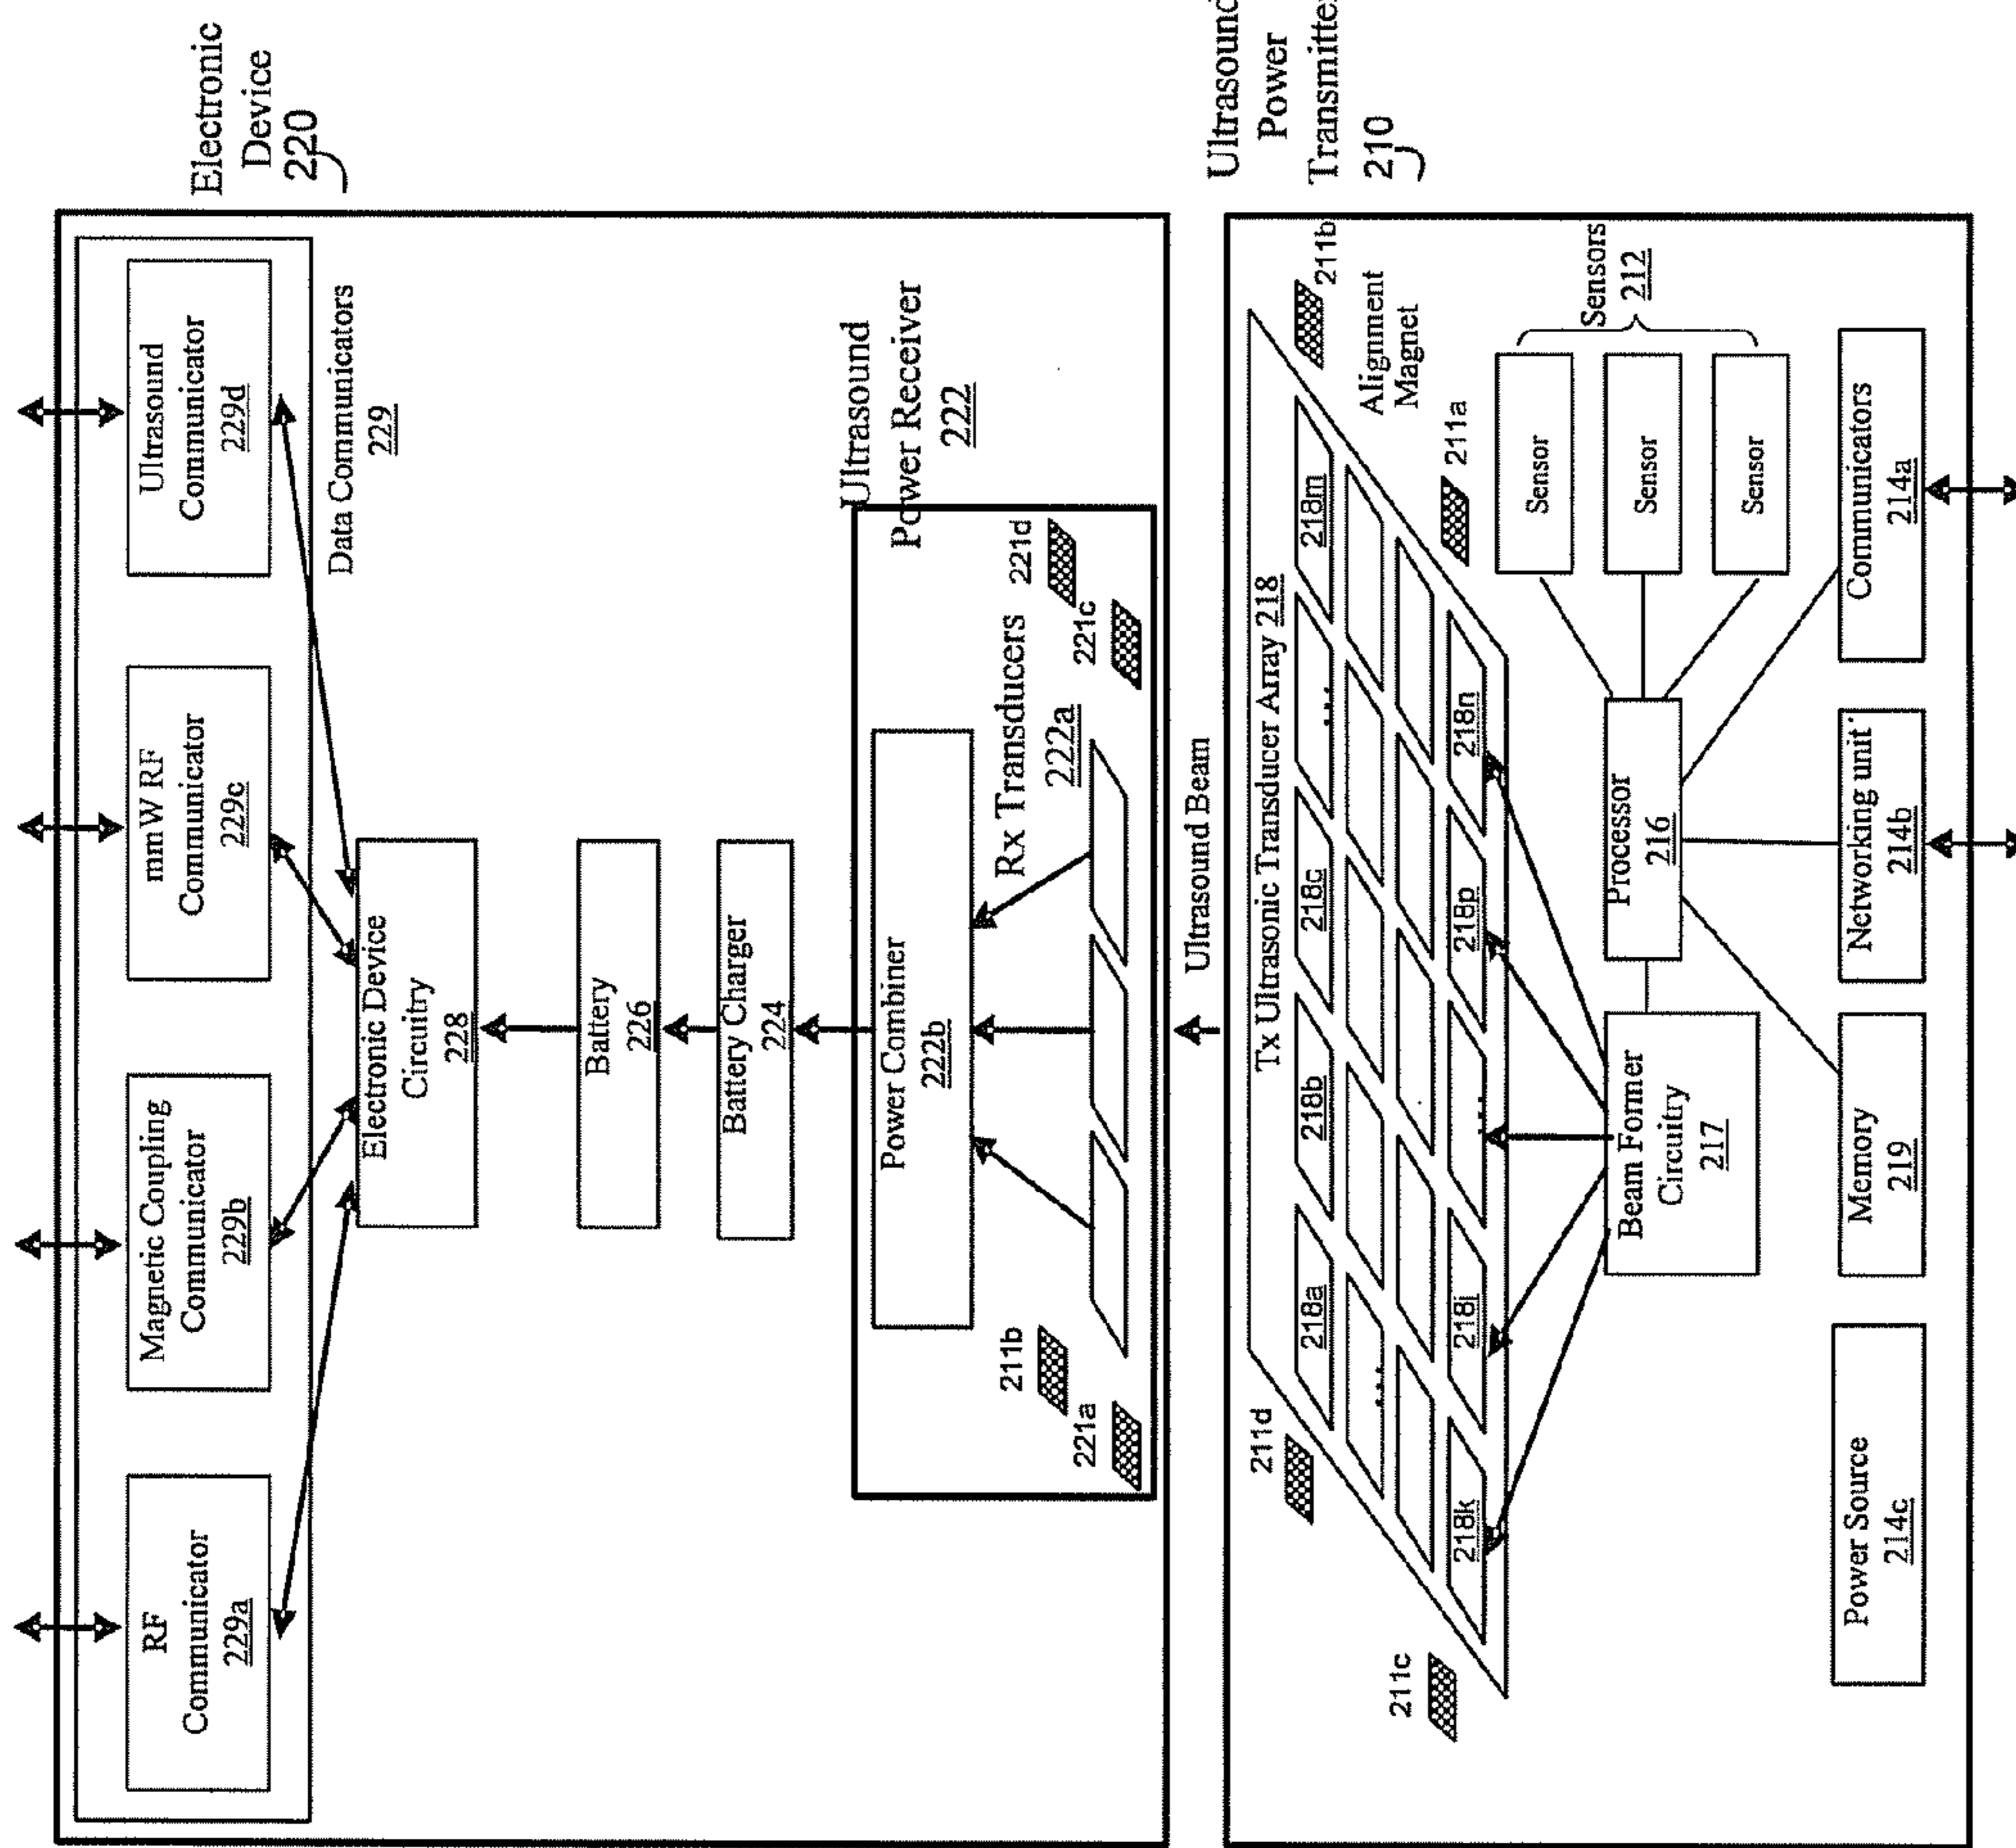 Electronic
Device
220
RF
Communicator
229a
Magnetic Coupling
Communicator
229b
mmW RF
Communicator
229c
Ultrasound
Communicator
229d
Data Communicators
229
Electronic Device
Circuitry
228
Battery
226
Battery Charger
224
Ultrasound
Power Receiver
222
Power Combiner
222b
Rx Transducers
222a
211b
221a
221d
221c
Ultrasound Beam
Ultrasound
Power
Transmitter
210
Tx Ultrasonic Transducer Array 218
211d
211c
218a
218b
218c
...
218m
...
218k
218i
...
218p
218n
211b
Alignment
Magnet
211a
Beam Former
Circuitry
217
Processor
216
Sensor
Sensor
Sensor
Sensors
212
Power Source
214c
Memory
219
Networking unit
214b
Communicators
214a